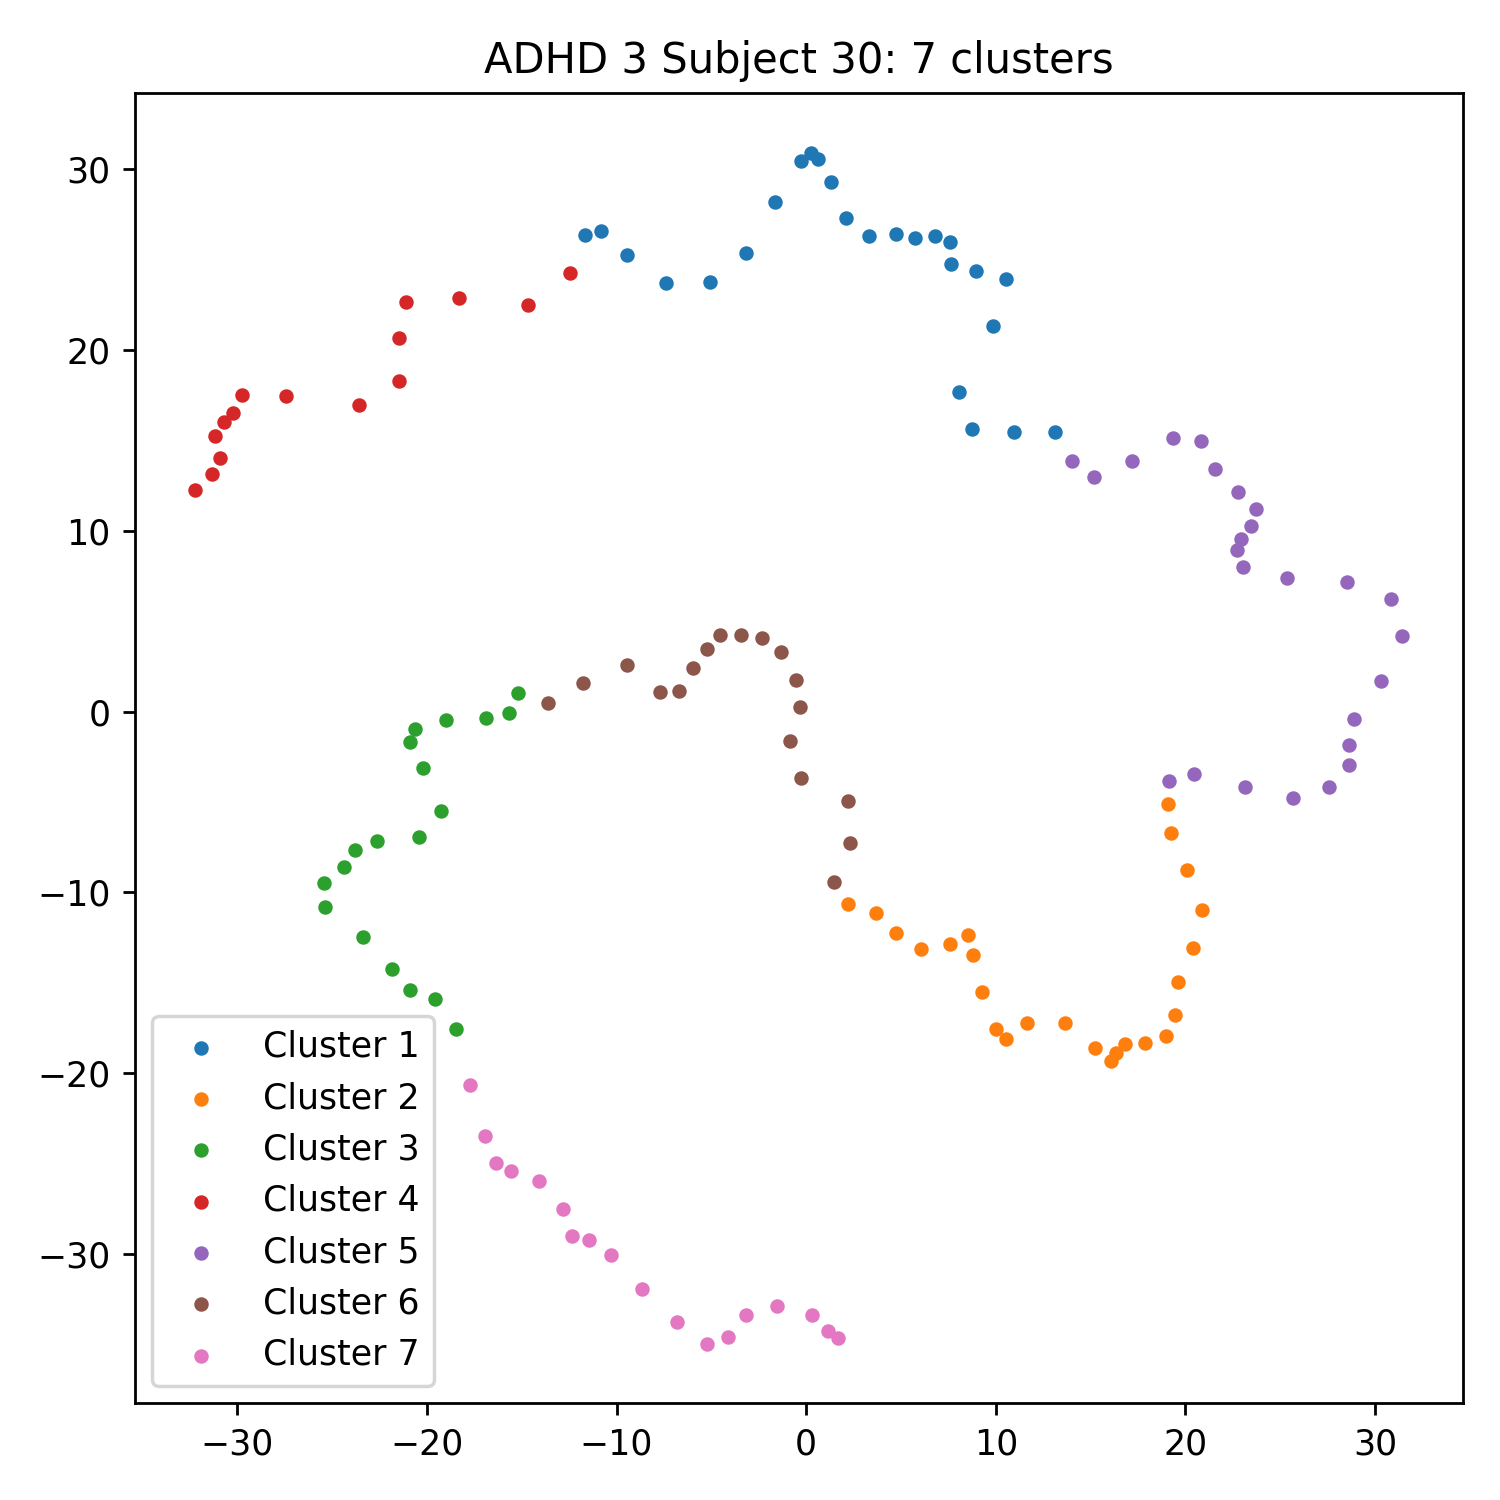 ADHD 3 Subject 30: 7 clusters
30
20
10
0
−10
−20
−30
Cluster 1
Cluster 2
Cluster 3
Cluster 4
Cluster 5
Cluster 6
Cluster 7
−30 −20 −10 0 10 20 30